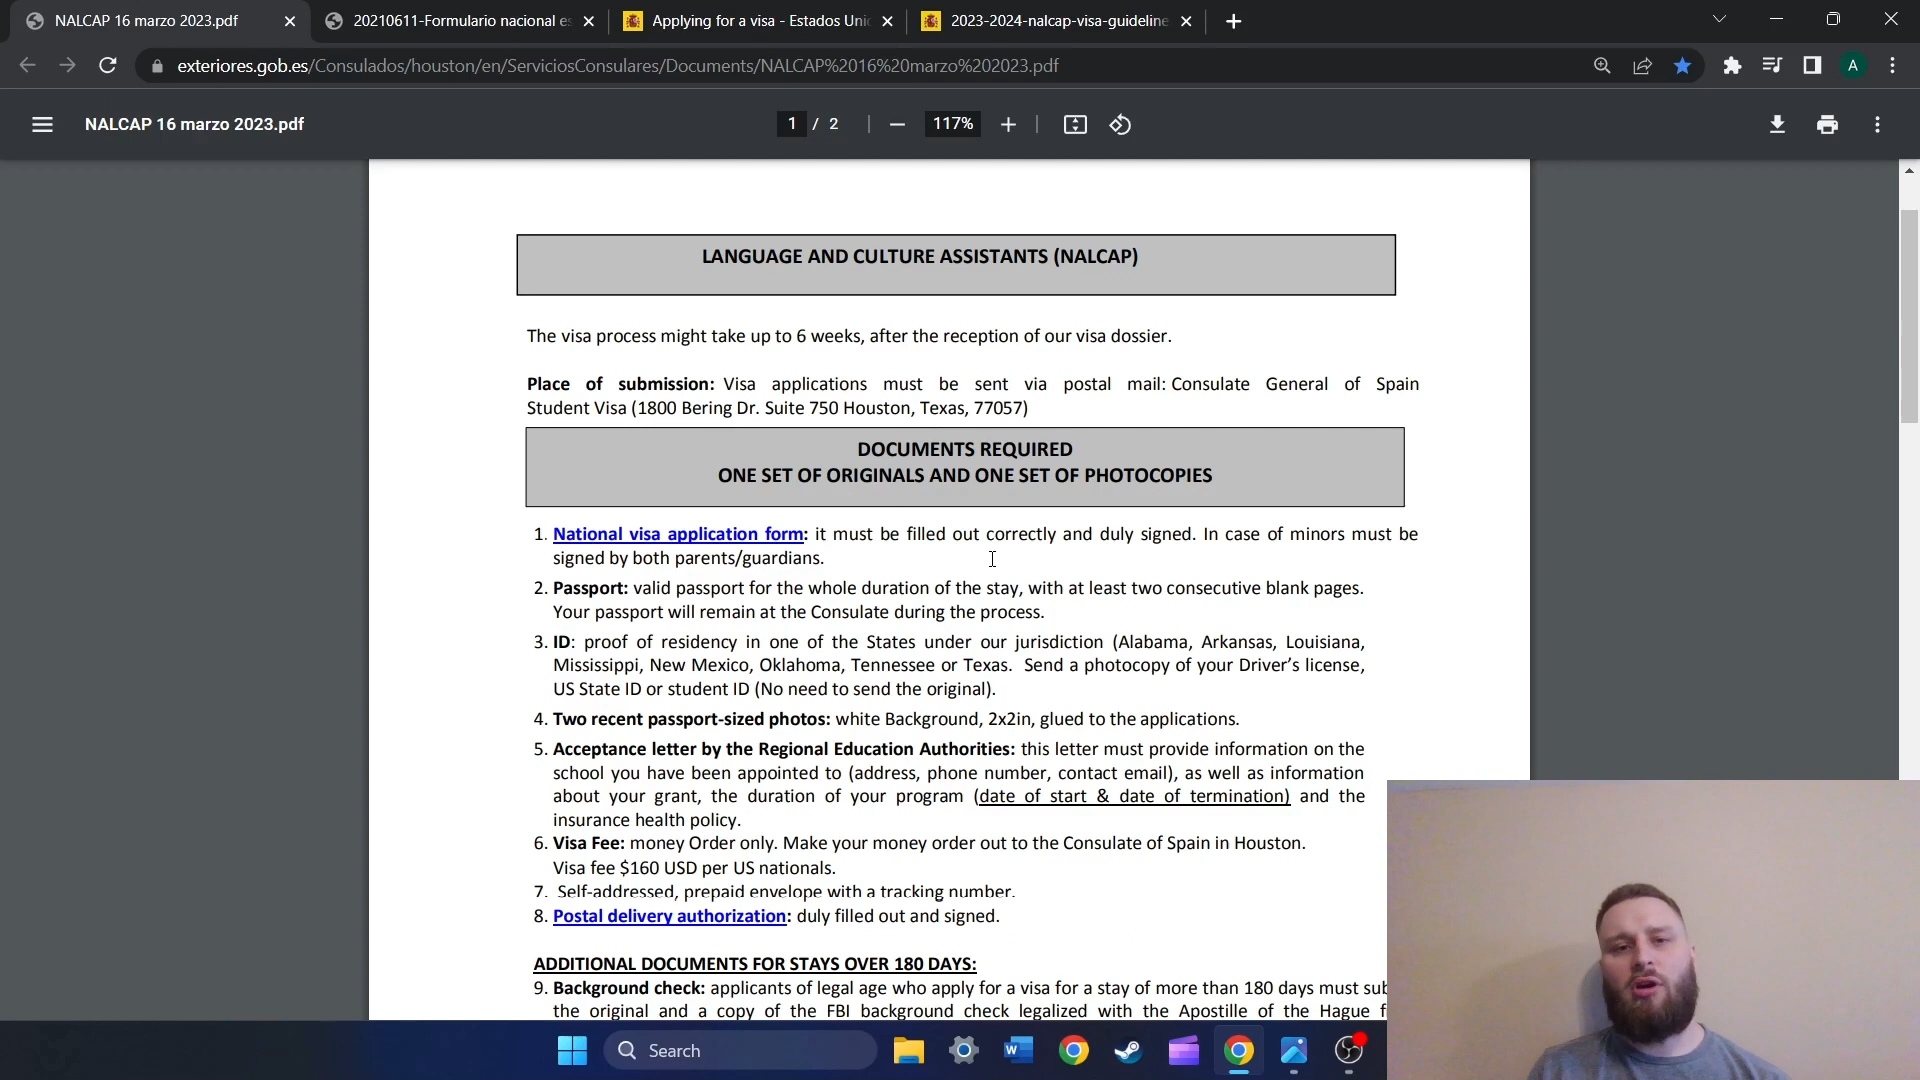 NALCAP 16 marzo 2023.pdf
20210611-Formulario nacional es
Applying for a visa - Estados Unid
2023-2024-nalcap-visa-guideline
exteriores.gob.es/Consulados/houston/en/ServiciosConsulares/Documents/NALCAP%2016%20marzo%202023.pdf
A
NALCAP 16 marzo 2023.pdf
1 / 2
117%
LANGUAGE AND CULTURE ASSISTANTS (NALCAP)
The visa process might take up to 6 weeks, after the reception of our visa dossier.
Place of submission: Visa applications must be sent via postal mail: Consulate General of Spain
Student Visa (1800 Bering Dr. Suite 750 Houston, Texas, 77057)
DOCUMENTS REQUIRED
ONE SET OF ORIGINALS AND ONE SET OF PHOTOCOPIES
1. National visa application form: it must be filled out correctly and duly signed. In case of minors must be
signed by both parents/guardians.
2. Passport: valid passport for the whole duration of the stay, with at least two consecutive blank pages.
Your passport will remain at the Consulate during the process.
3. ID: proof of residency in one of the States under our jurisdiction (Alabama, Arkansas, Louisiana,
Mississippi, New Mexico, Oklahoma, Tennessee or Texas. Send a photocopy of your Driver's license,
US State ID or student ID (No need to send the original).
4. Two recent passport-sized photos: white Background, 2x2in, glued to the applications.
5. Acceptance letter by the Regional Education Authorities: this letter must provide information on the
school you have been appointed to (address, phone number, contact email), as well as information
about your grant, the duration of your program (date of start & date of termination) and the
insurance health policy.
6. Visa Fee: money Order only. Make your money order out to the Consulate of Spain in Houston.
Visa fee $160 USD per US nationals.
7. Self-addressed, prepaid envelope with a tracking number.
8. Postal delivery authorization: duly filled out and signed.
ADDITIONAL DOCUMENTS FOR STAYS OVER 180 DAYS:
9. Background check: applicants of legal age who apply for a visa for a stay of more than 180 days must sub
the original and a copy of the FBI background check legalized with the Apostille of the Hague f
Search